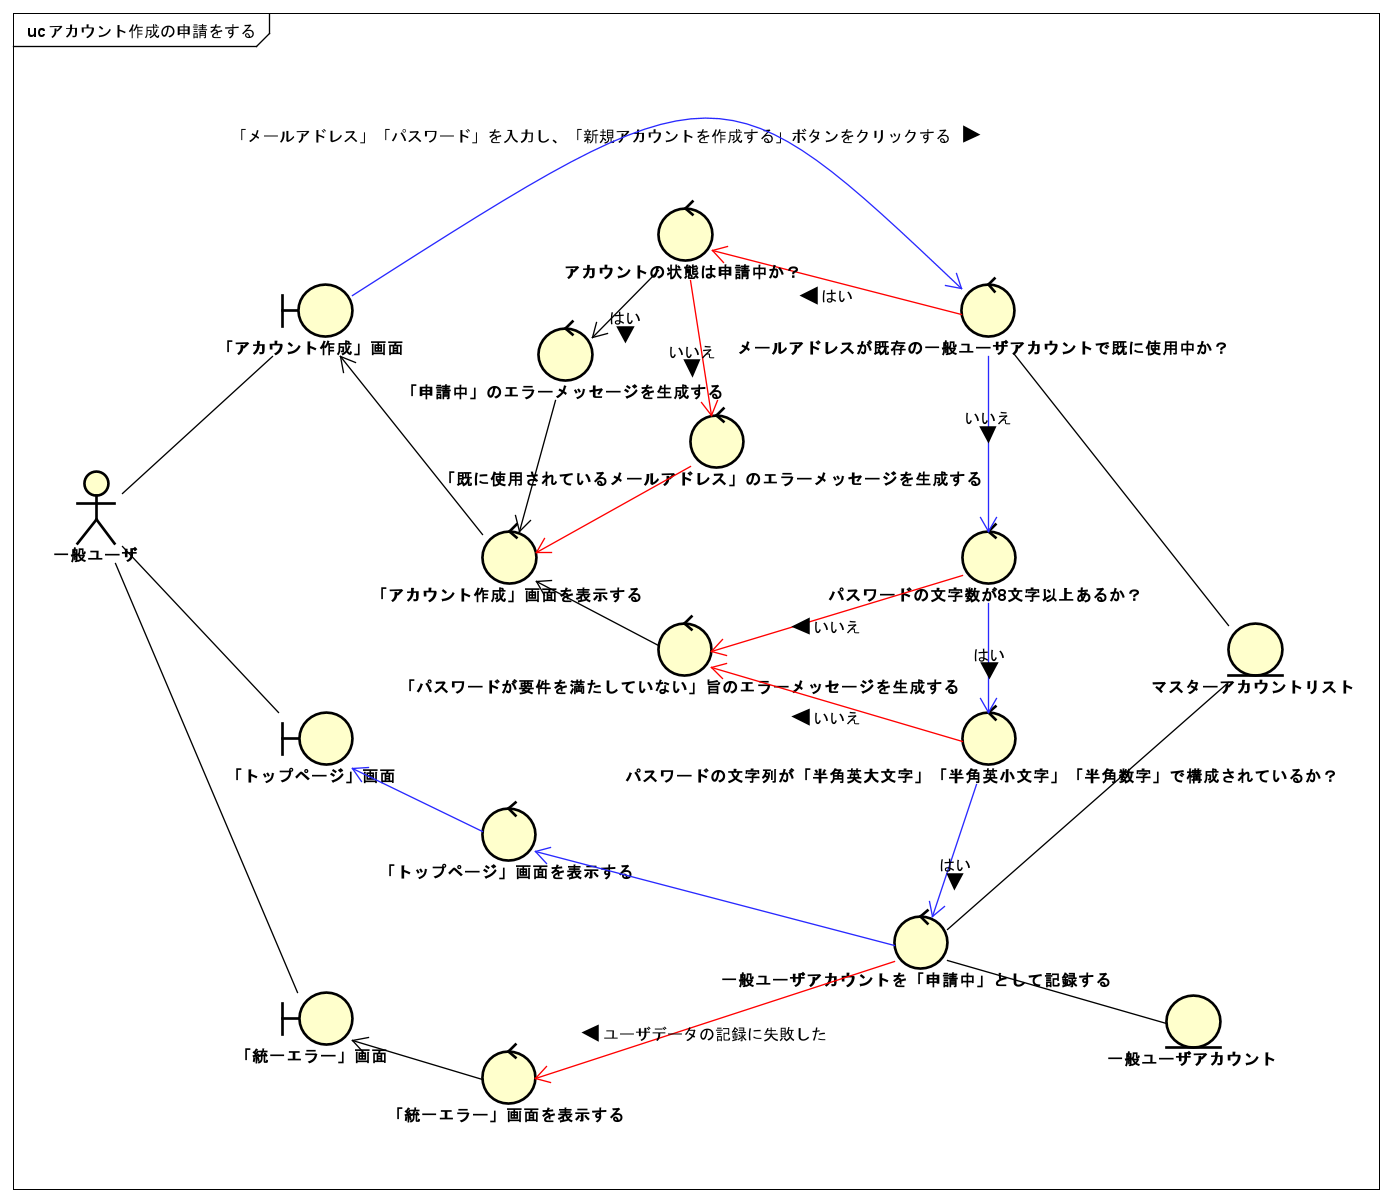 uc アカウント作成の申請をする
「メールアドレス」「パスワード」を入力し、「新規アカウントを作成する」ボタンをクリックする
アカウントの状態は申請中か？
はい
はい
「アカウント作成」画面
メールアドレスが既存の一般ユーザアカウントで既に使用中か？
いいえ
「申請中」のエラーメッセージを生成する
いいえ
「既に使用されているメールアドレス」のエラーメッセージを生成する
一般ユーザ
「アカウント作成」画面を表示する
パスワードの文字数が8文字以上あるか？
いいえ
はい
「パスワードが要件を満たしていない」旨のエラーメッセージを生成する
マスターアカウントリスト
いいえ
「トップページ」画面
パスワードの文字列が「半角英大文字」「半角英小文字」「半角数字」で構成されているか？
はい
「トップページ」画面を表示する
一般ユーザアカウントを「申請中」として記録する
ユーザデータの記録に失敗した
「統一エラー」画面
一般ユーザアカウント
「統一エラー」画面を表示する